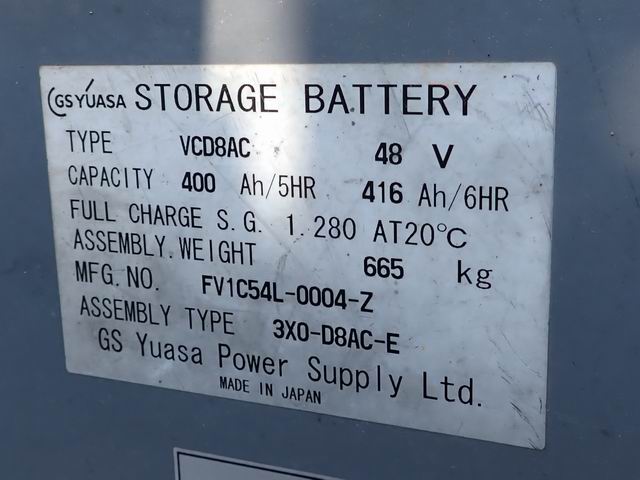 GS YUASA STORAGE BATTERY
TYPE VCD8AC 48 V
CAPACITY 400 Ah/5HR 416 Ah/6HR
FULL CHARGE S.G. 1.280 AT20℃
ASSEMBLY.WEIGHT 665 kg
MFG.NO. FV1C54L-0004-Z
ASSEMBLY TYPE 3X0-D8AC-E
GS Yuasa Power Supply Ltd.
MADE IN JAPAN